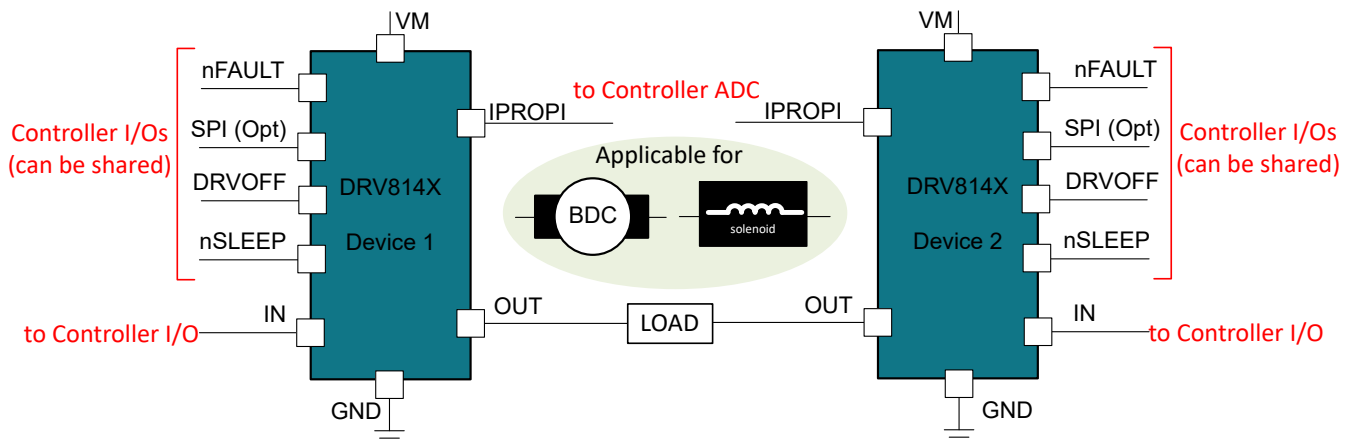 VM
nFAULT
SPI (Opt)
DRVOFF
nSLEEP
IN
Controller I/Os
(can be shared)
to Controller I/O
DRV814X
Device 1
IPROPI
OUT
GND
to Controller ADC
Applicable for
BDC
solenoid
LOAD
VM
IPROPI
OUT
DRV814X
Device 2
nFAULT
SPI (Opt)
DRVOFF
nSLEEP
IN
Controller I/Os
(can be shared)
to Controller I/O
GND